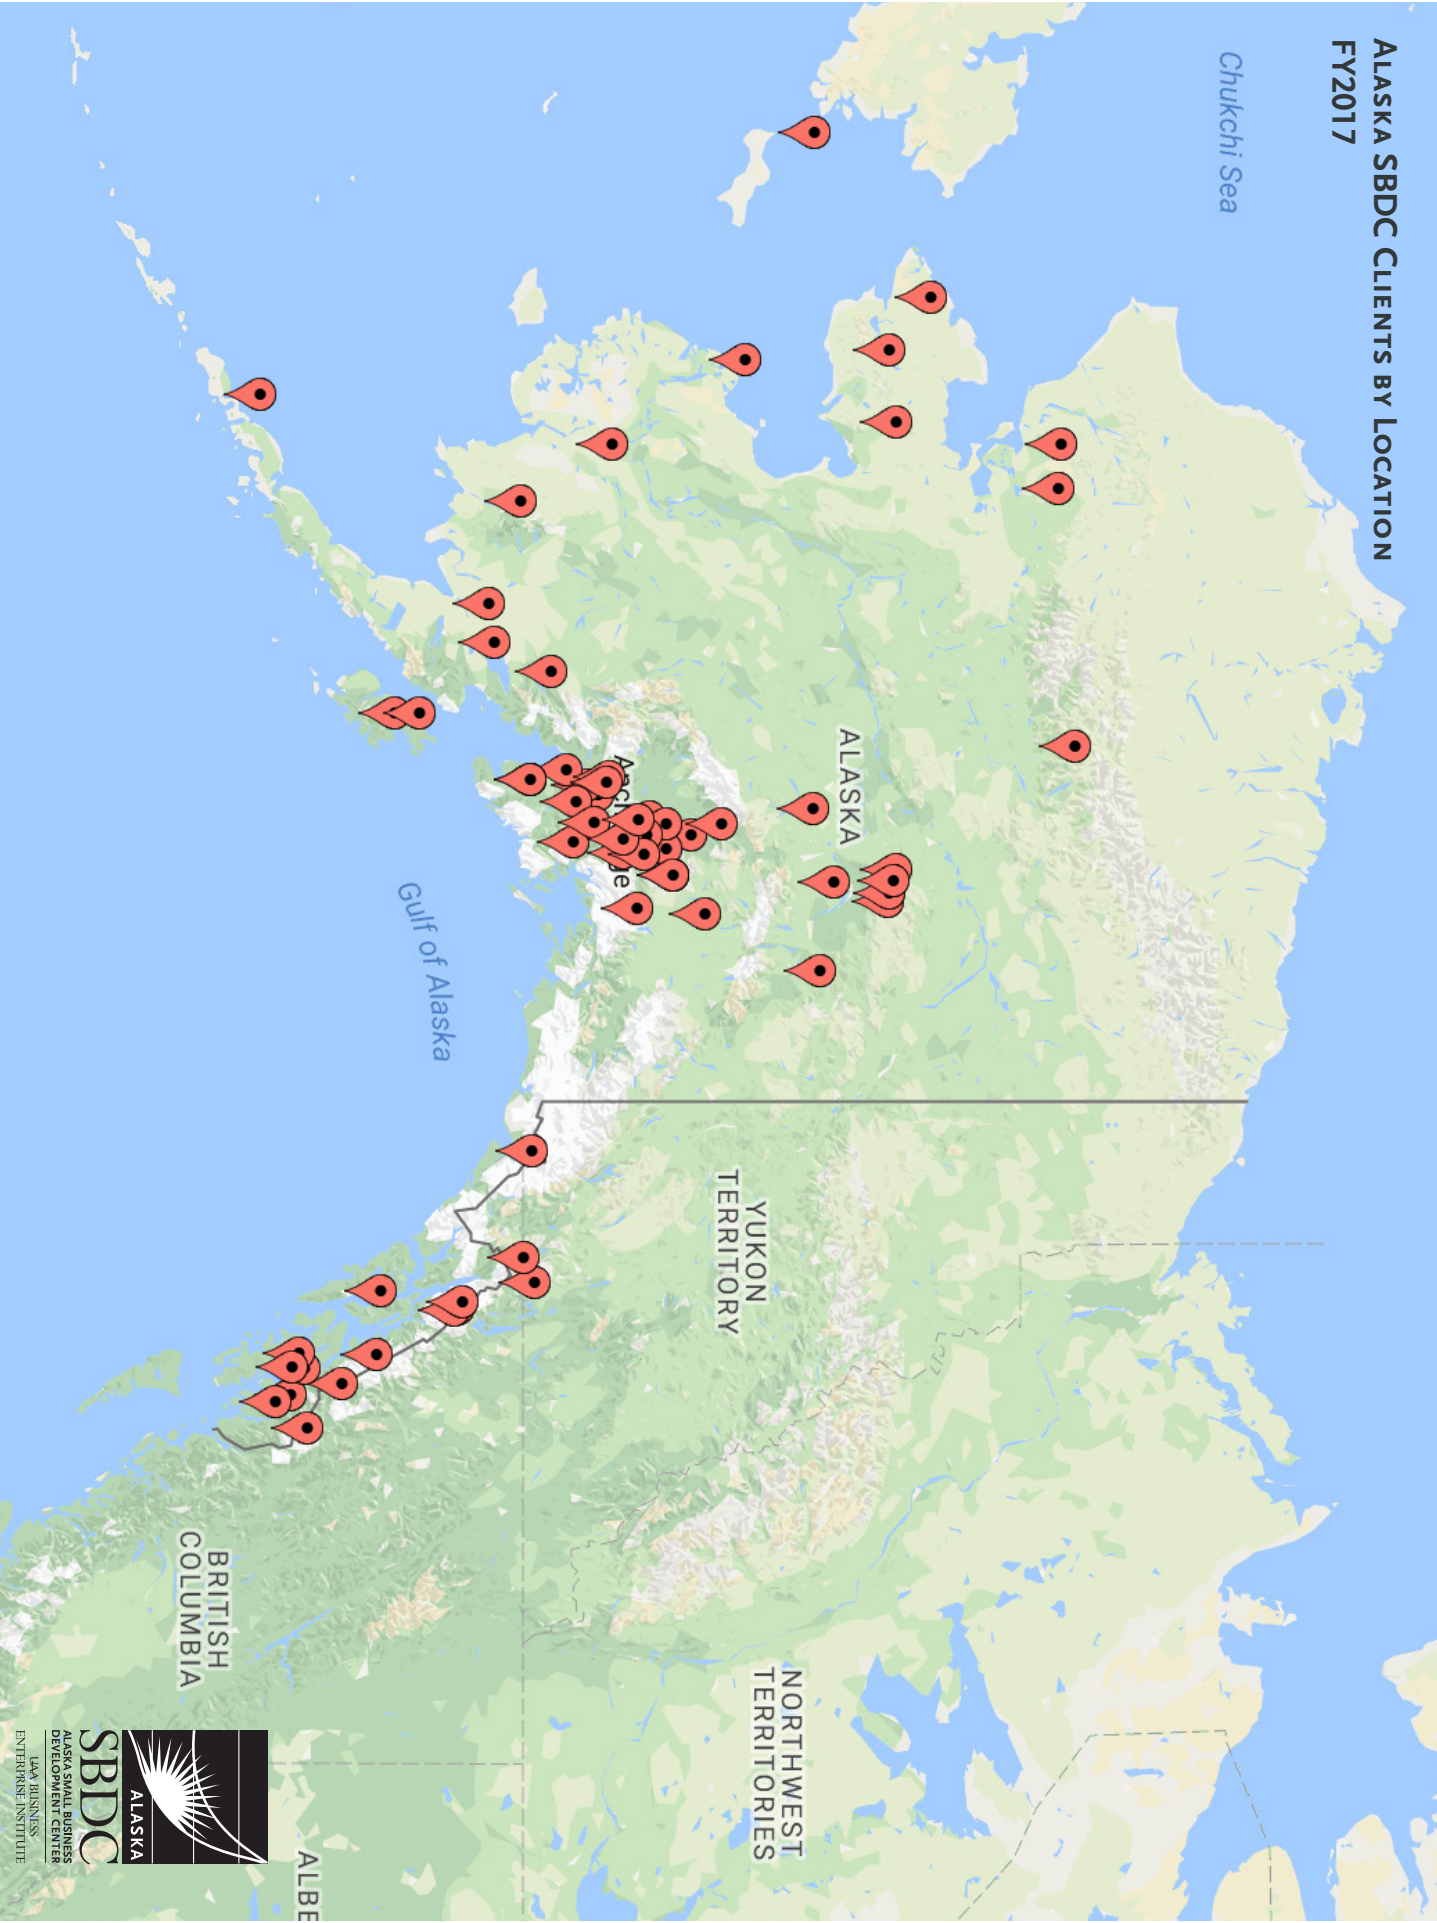 ALASKA SBDC CLIENTS BY LOCATION
FY2017
Chukchi Sea
ALASKA
Gulf of Alaska
YUKON
TERRITORY
NORTHWEST
TERRITORIES
BRITISH
COLUMBIA
ALBE
ALASKA
SBDC
ALASKA SMALL BUSINESS
DEVELOPMENT CENTER
UAA BUSINESS
ENTERPRISE INSTITUTE